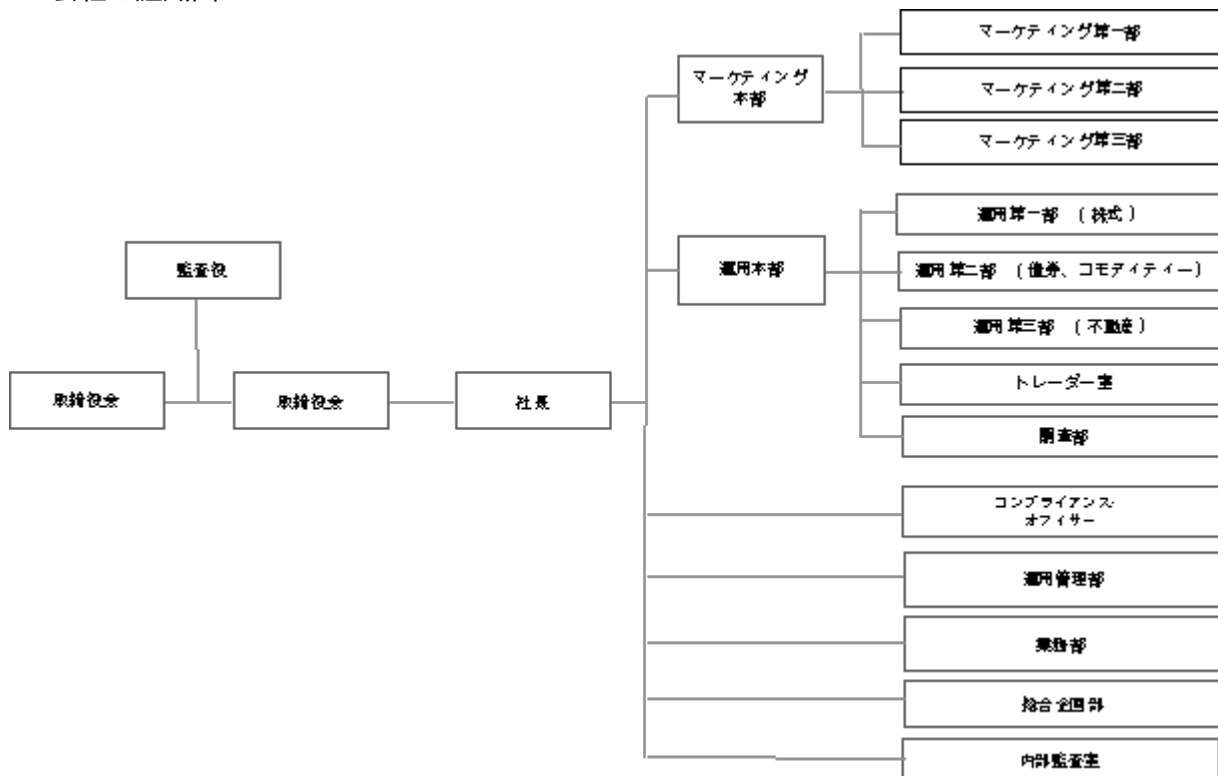 マーケティング第一部
マーケティング
本部
マーケティング第二部
マーケティング第三部
運用第一部 (株式)
監査役
運用本部
運用第二部 (債券、コモディティー)
運用第三部 (不動産)
取締役会
取締役会
社長
トレーダー室
調査部
コンプライアンス・
オフィサー
運用管理部
業務部
総合企画部
内部監査室